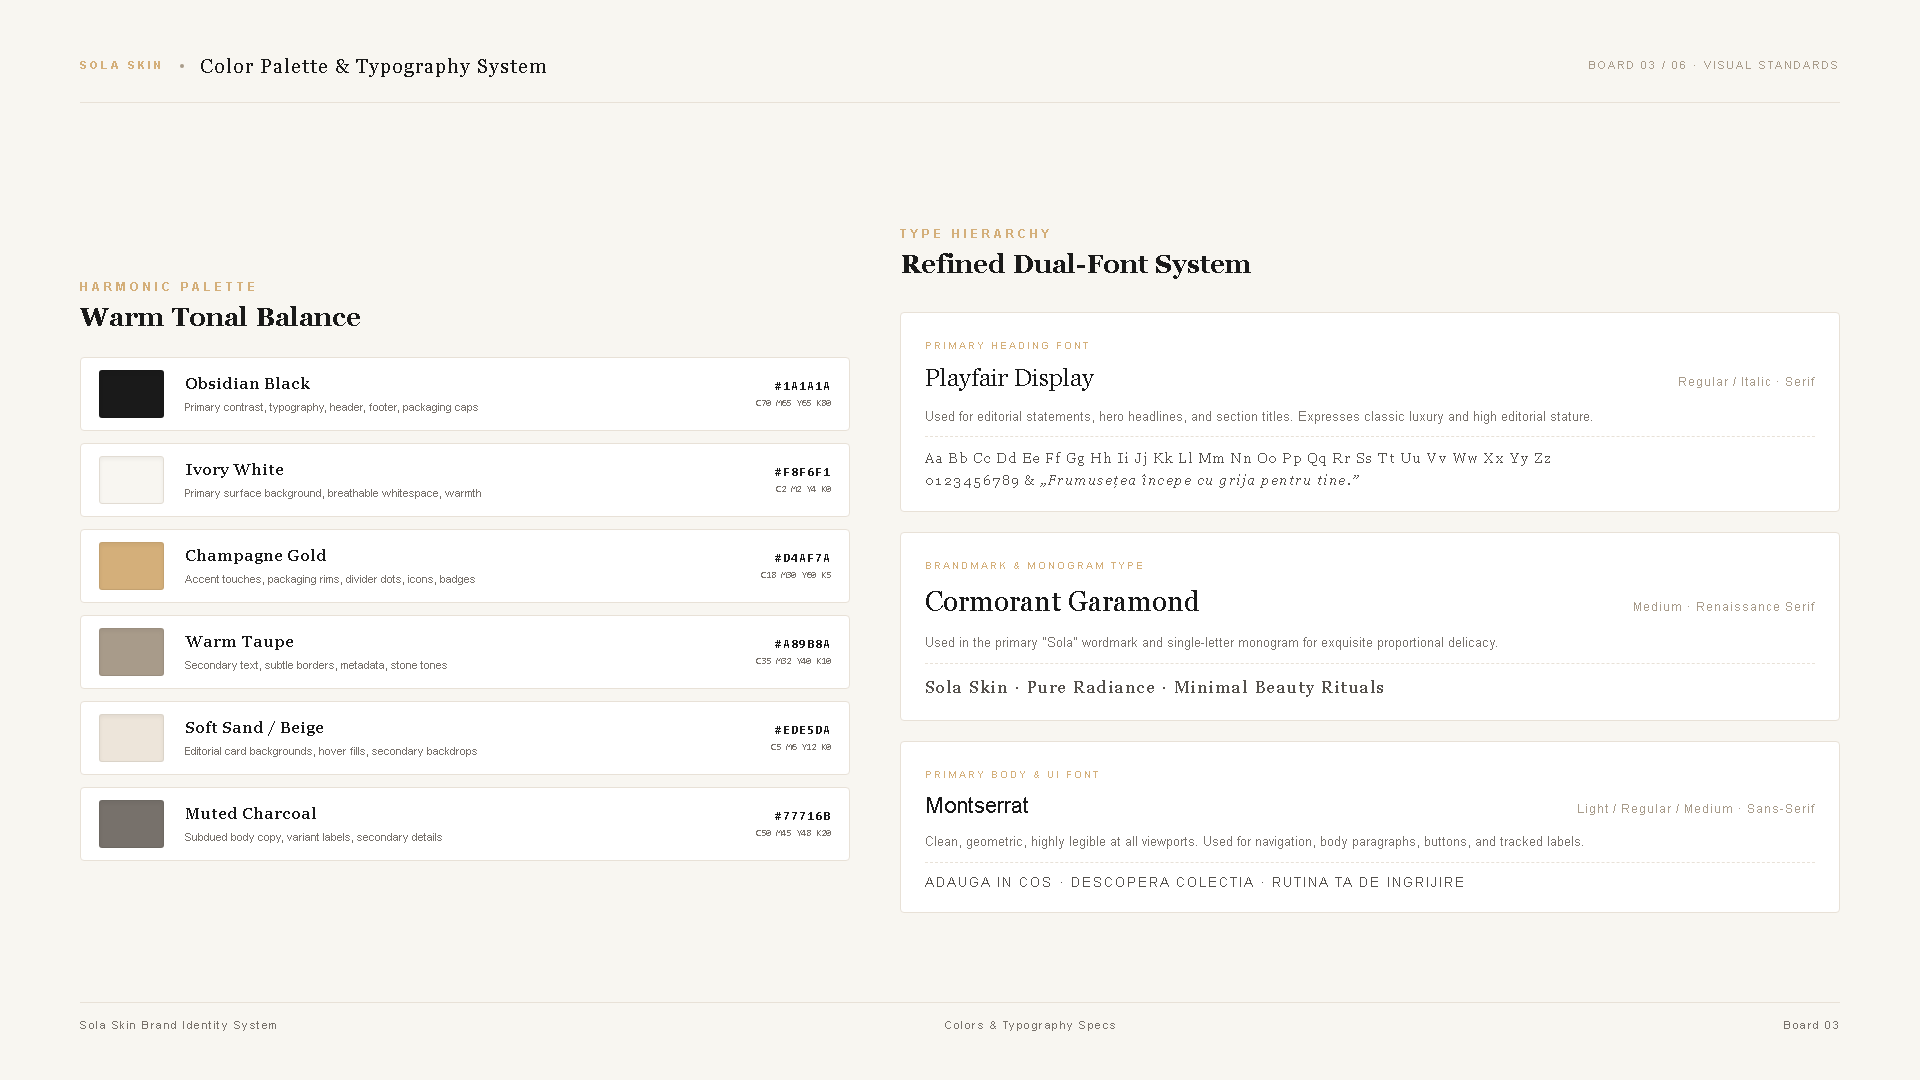 SOLA SKIN • Color Palette & Typography System
BOARD 03 / 06 · VISUAL STANDARDS
HARMONIC PALETTE
Warm Tonal Balance
Obsidian Black
Primary contrast, typography, header, footer, packaging caps
#1A1A1A
C70 M65 Y65 K80
Ivory White
Primary surface background, breathable whitespace, warmth
#F8F6F1
C2 M2 Y4 K0
Champagne Gold
Accent touches, packaging rims, divider dots, icons, badges
#D4AF7A
C18 M30 Y60 K5
Warm Taupe
Secondary text, subtle borders, metadata, stone tones
#A89B8A
C35 M32 Y40 K10
Soft Sand / Beige
Editorial card backgrounds, hover fills, secondary backdrops
#EDE5DA
C5 M6 Y12 K0
Muted Charcoal
Subdued body copy, variant labels, secondary details
#77716B
C50 M45 Y48 K20
TYPE HIERARCHY
Refined Dual-Font System
PRIMARY HEADING FONT
Playfair Display
Regular / Italic · Serif
Used for editorial statements, hero headlines, and section titles. Expresses classic luxury and high editorial stature.
Aa Bb Cc Dd Ee Ff Gg Hh Ii Jj Kk Ll Mm Nn Oo Pp Qq Rr Ss Tt Uu Vv Ww Xx Yy Zz
0123456789 & „Frumusețea începe cu grija pentru tine.”
BRANDMARK & MONOGRAM TYPE
Cormorant Garamond
Medium · Renaissance Serif
Used in the primary "Sola" wordmark and single-letter monogram for exquisite proportional delicacy.
Sola Skin · Pure Radiance · Minimal Beauty Rituals
PRIMARY BODY & UI FONT
Montserrat
Light / Regular / Medium · Sans-Serif
Clean, geometric, highly legible at all viewports. Used for navigation, body paragraphs, buttons, and tracked labels.
ADAUGA IN COS · DESCOPERA COLECTIA · RUTINA TA DE INGRIJIRE
Sola Skin Brand Identity System
Colors & Typography Specs
Board 03